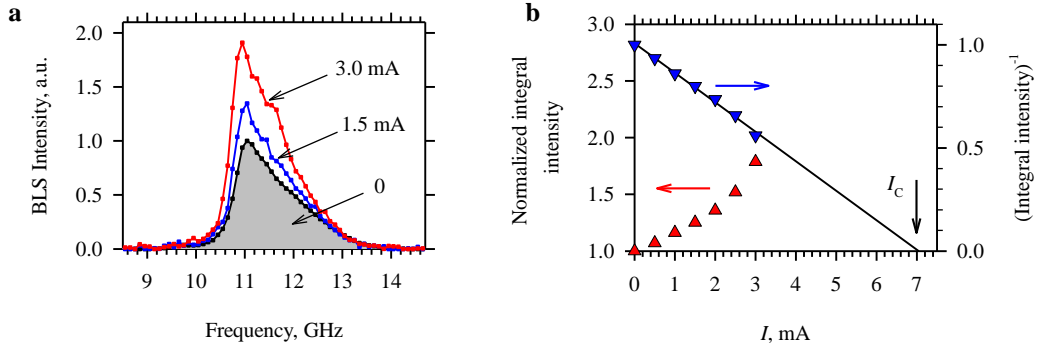 a
BLS Intensity, a.u.
2.0
1.5
1.0
0.5
0.0
3.0 mA
1.5 mA
0
9 10 11 12 13 14
Frequency, GHz
b
Normalized integral
intensity
3.0
2.5
2.0
1.5
1.0
I_C
1.0
0.5
0.0
(Integral intensity)^-1
0 1 2 3 4 5 6 7
I, mA